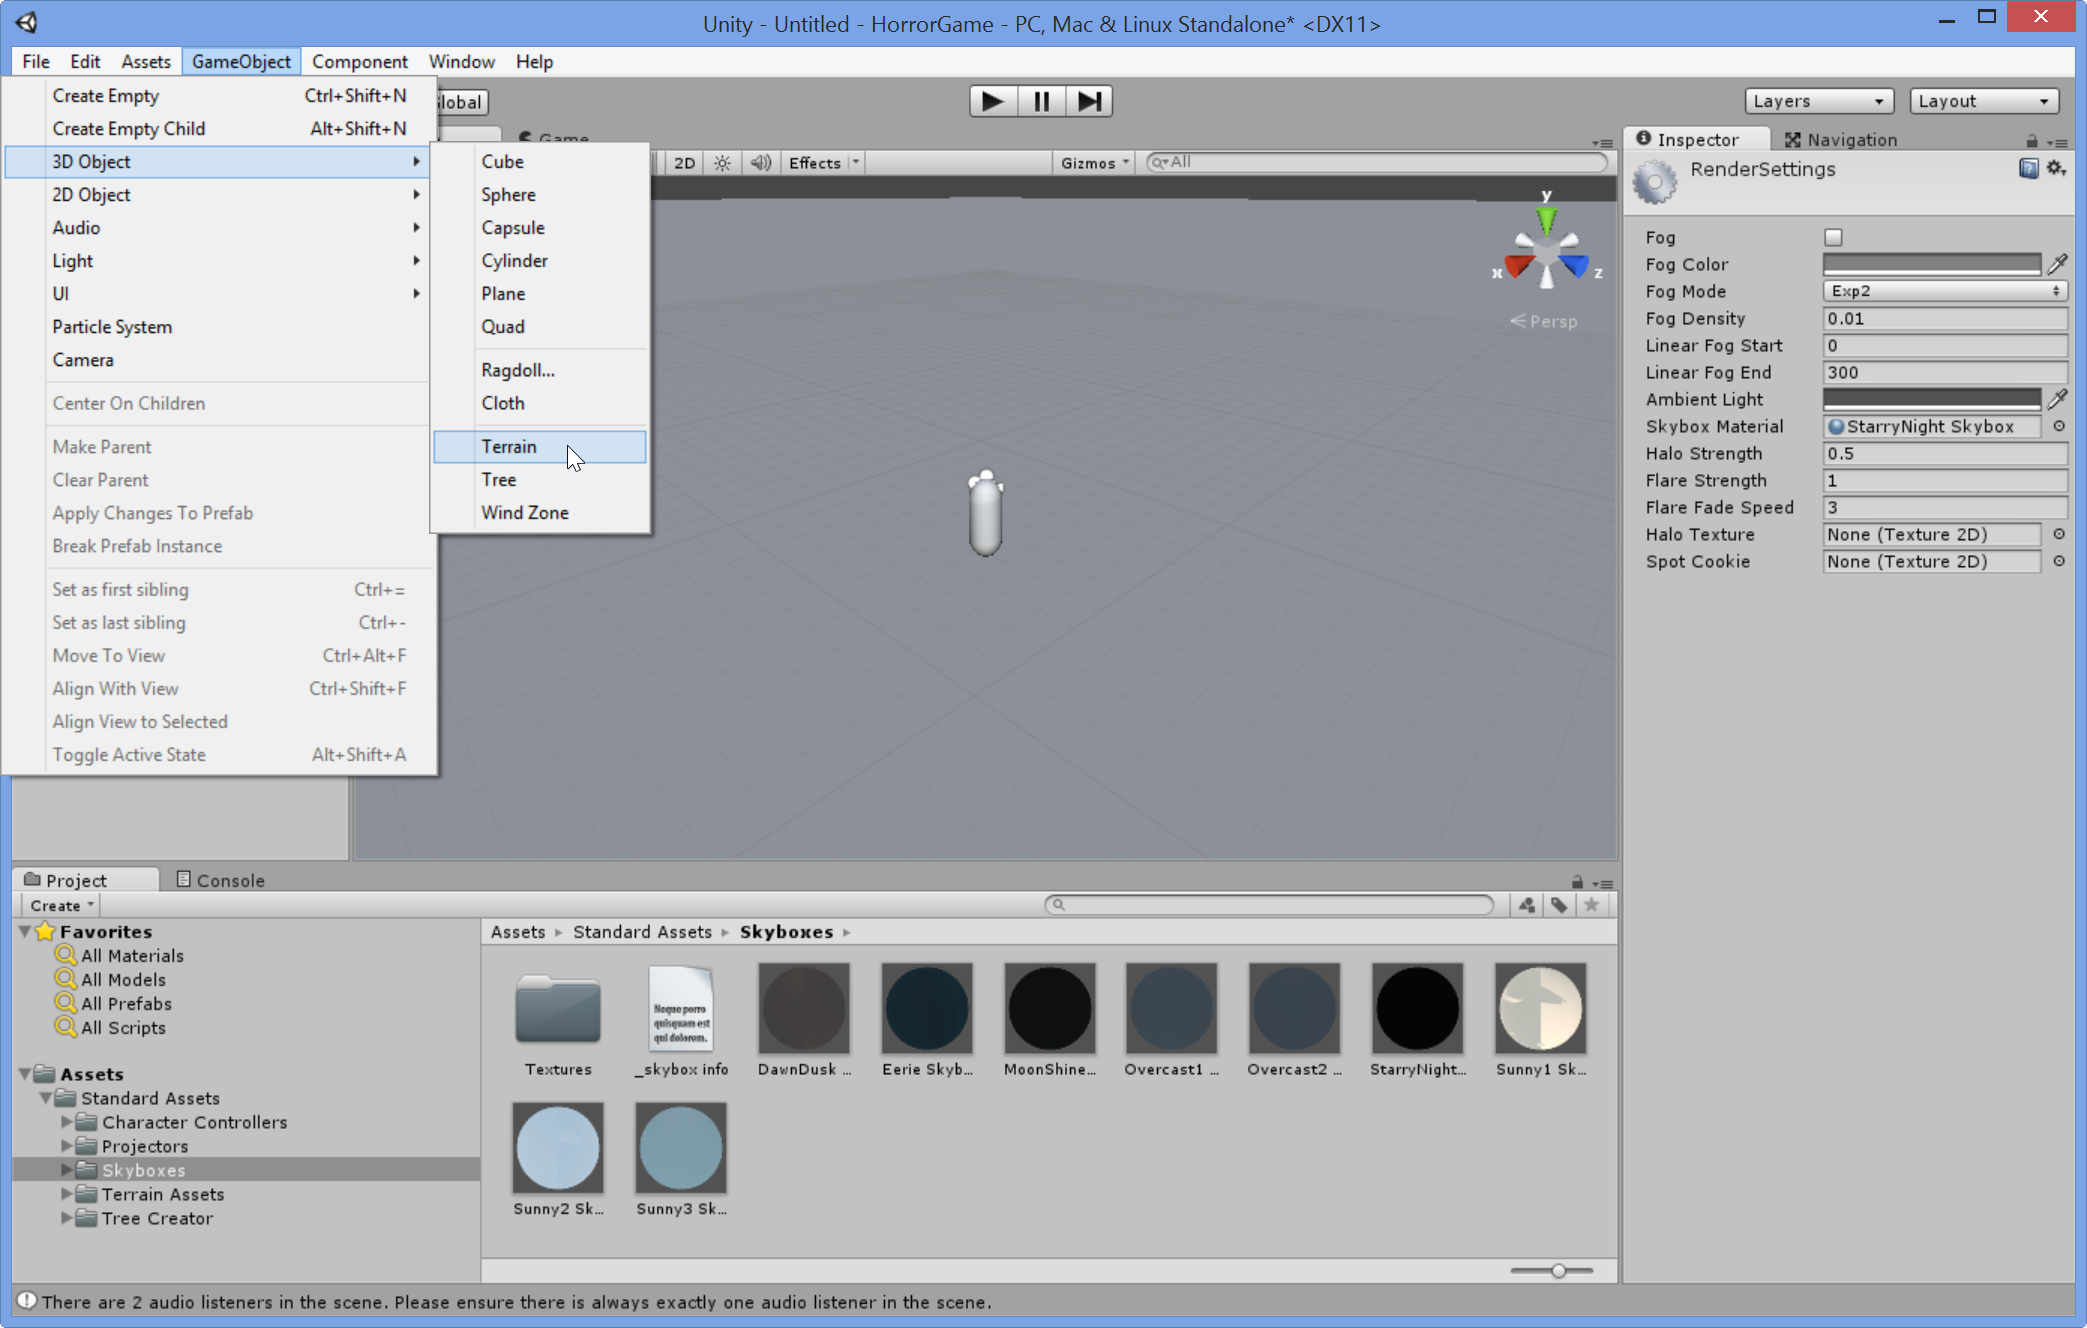 Unity - Untitled - HorrorGame - PC, Mac & Linux Standalone* <DX11>
File Edit Assets GameObject Component Window Help
Create Empty Ctrl+Shift+N
Create Empty Child Alt+Shift+N
3D Object
2D Object
Audio
Light
UI
Particle System
Camera
Center On Children
Make Parent
Clear Parent
Apply Changes To Prefab
Break Prefab Instance
Set as first sibling Ctrl+=
Set as last sibling Ctrl+-
Move To View Ctrl+Alt+F
Align With View Ctrl+Shift+F
Align View to Selected
Toggle Active State Alt+Shift+A
Cube
Sphere
Capsule
Cylinder
Plane
Quad
Ragdoll...
Cloth
Terrain
Tree
Wind Zone
lobal
Layers Layout
Game
2D Effects Gizmos All
y
x z
Persp
Inspector Navigation
RenderSettings
Fog
Fog Color
Fog Mode Exp2
Fog Density 0.01
Linear Fog Start 0
Linear Fog End 300
Ambient Light
Skybox Material StarryNight Skybox
Halo Strength 0.5
Flare Strength 1
Flare Fade Speed 3
Halo Texture None (Texture 2D)
Spot Cookie None (Texture 2D)
Project Console
Create
Favorites
All Materials
All Models
All Prefabs
All Scripts
Assets
Standard Assets
Character Controllers
Projectors
Skyboxes
Terrain Assets
Tree Creator
Assets Standard Assets Skyboxes
Neque porro
quisquam est
qui dolorem.
Textures _skybox info DawnDusk ... Eerie Skyb... MoonShine... Overcast1 ... Overcast2 ... StarryNight... Sunny1 Sk...
Sunny2 Sk... Sunny3 Sk...
There are 2 audio listeners in the scene. Please ensure there is always exactly one audio listener in the scene.